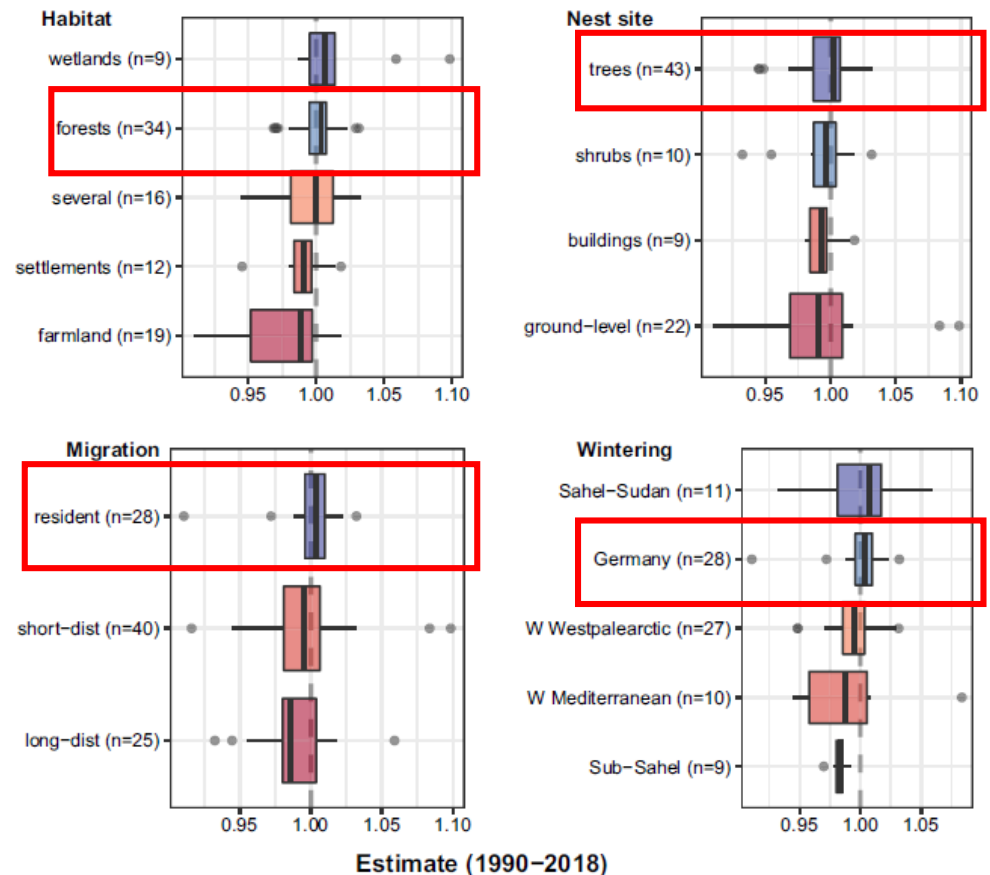 Habitat
wetlands (n=9)
forests (n=34)
several (n=16)
settlements (n=12)
farmland (n=19)
0.95 1.00 1.05 1.10
Nest site
trees (n=43)
shrubs (n=10)
buildings (n=9)
ground−level (n=22)
0.95 1.00 1.05 1.10
Migration
resident (n=28)
short−dist (n=40)
long−dist (n=25)
0.95 1.00 1.05 1.10
Wintering
Sahel−Sudan (n=11)
Germany (n=28)
W Westpalearctic (n=27)
W Mediterranean (n=10)
Sub−Sahel (n=9)
0.95 1.00 1.05
Estimate (1990−2018)